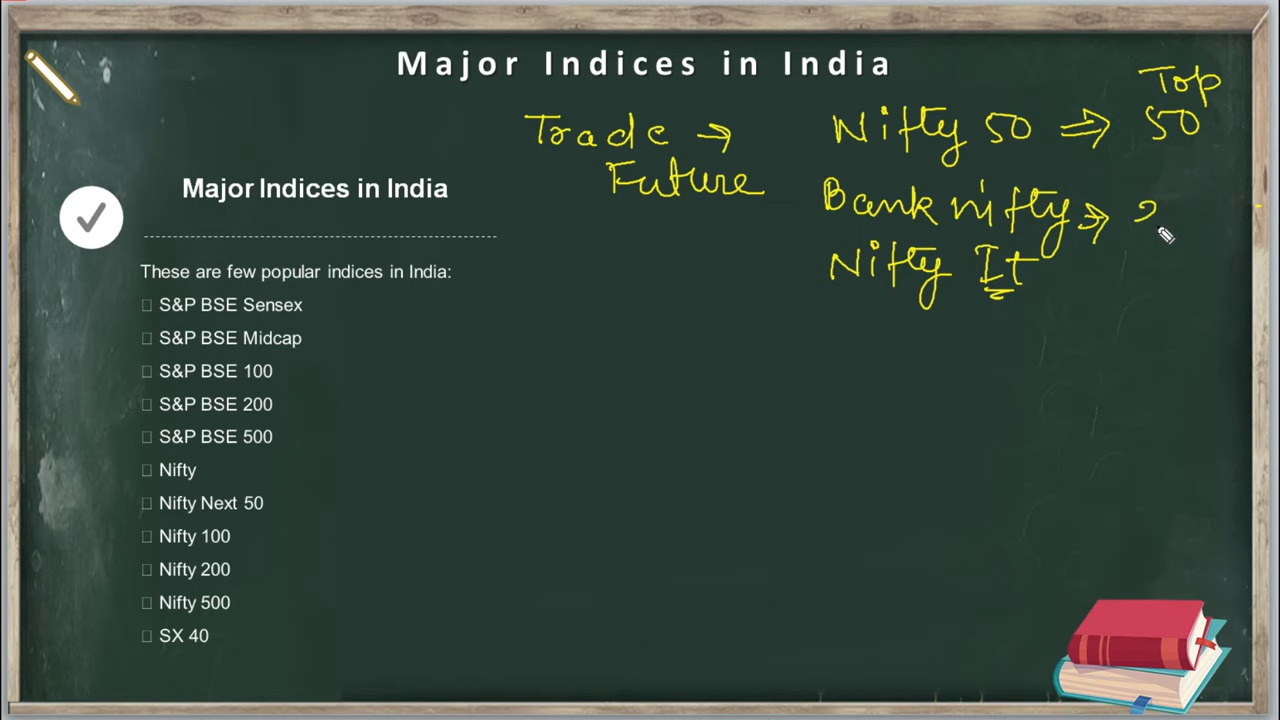 Major Indices in India
Top
Trade → Nifty 50 ⇒ 50
Future
Major Indices in India
Bank nifty ⇒
Nifty It
These are few popular indices in India:
S&P BSE Sensex
S&P BSE Midcap
S&P BSE 100
S&P BSE 200
S&P BSE 500
Nifty
Nifty Next 50
Nifty 100
Nifty 200
Nifty 500
SX 40